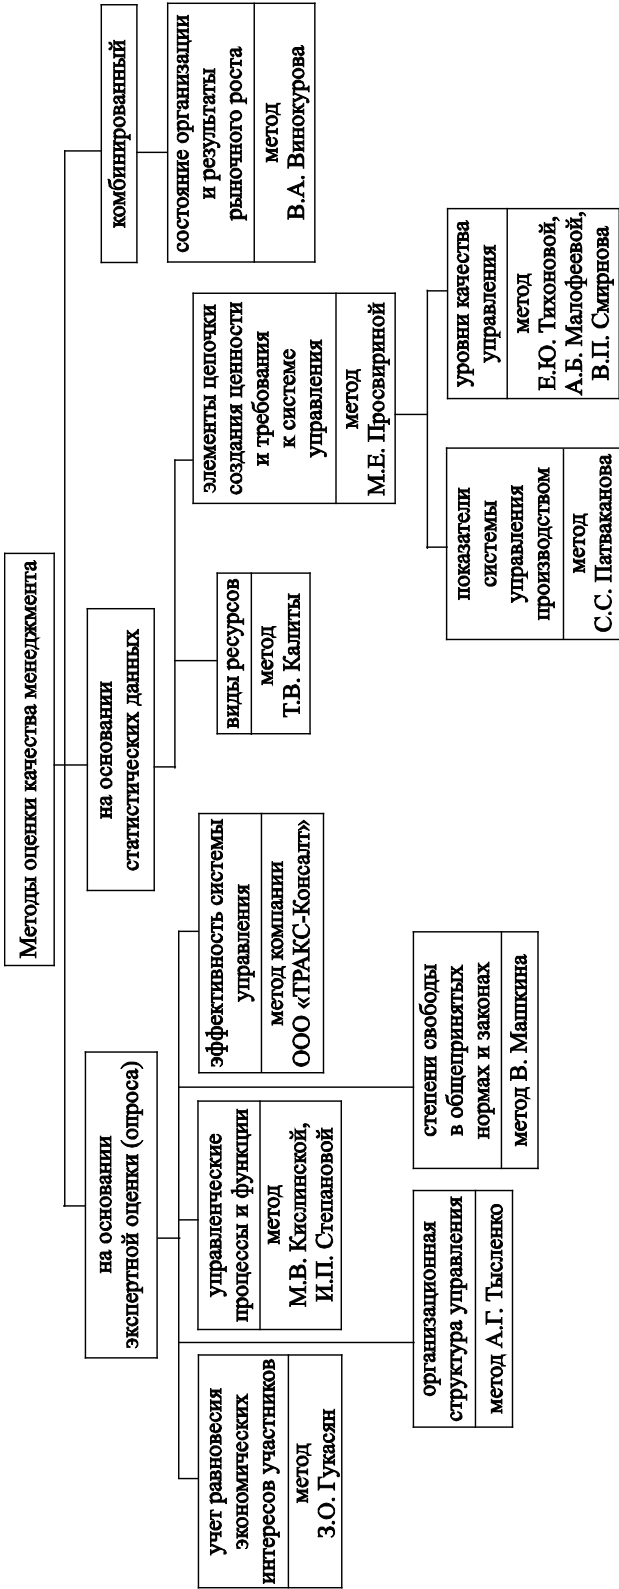 Методы оценки качества менеджмента
на основании
экспертной оценки (опроса)
на основании
статистических данных
комбинированный
учет равновесия
экономических
интересов участников
метод
З.О. Гукасян
управленческие
процессы и функции
метод
М.В. Кислинской,
И.П. Степановой
эффективность системы
управления
метод компании
ООО «ТРАКС-Консалт»
виды ресурсов
метод
Т.В. Калиты
элементы цепочки
создания ценности
и требования
к системе
управления
метод
М.Е. Просвириной
состояние организации
и результаты
рыночного роста
метод
В.А. Винокурова
организационная
структура управления
метод А.Г. Тысленко
степени свободы
в общепринятых
нормах и законах
метод В. Машкина
показатели
системы
управления
производством
метод
С.С. Патваканова
уровни качества
управления
метод
Е.Ю. Тихоновой,
А.Б. Малофеевой,
В.П. Смирнова